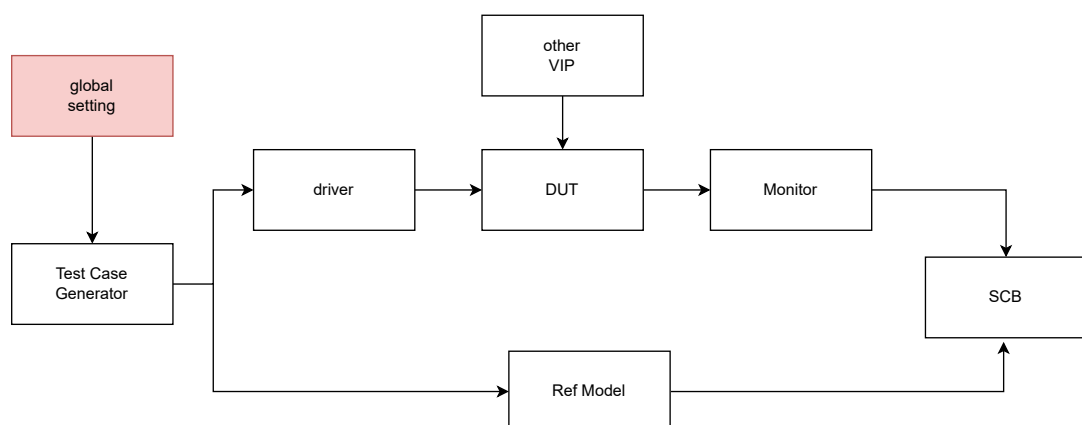 other
VIP
global
setting
driver
DUT
Monitor
Test Case
Generator
SCB
Ref Model